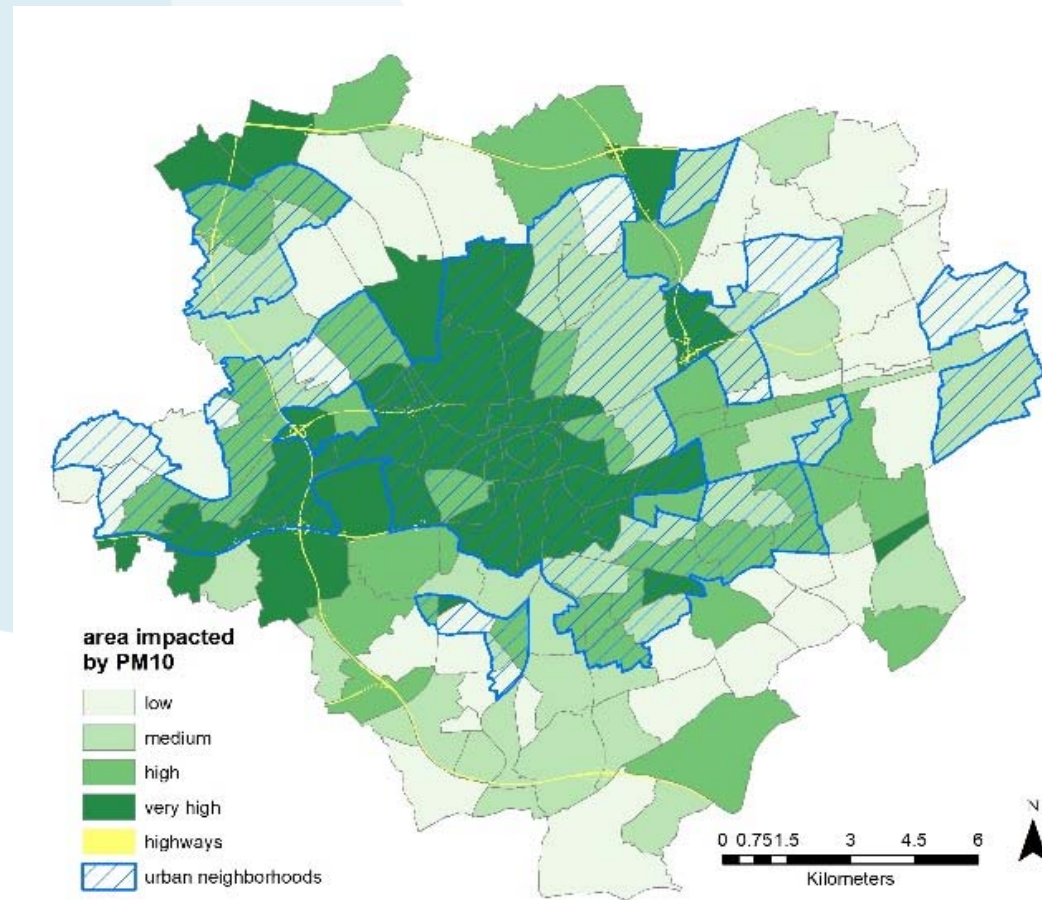 area impacted
by PM10
low
medium
high
very high
highways
urban neighborhoods
0 0.751.5 3 4.5 6
Kilometers
N